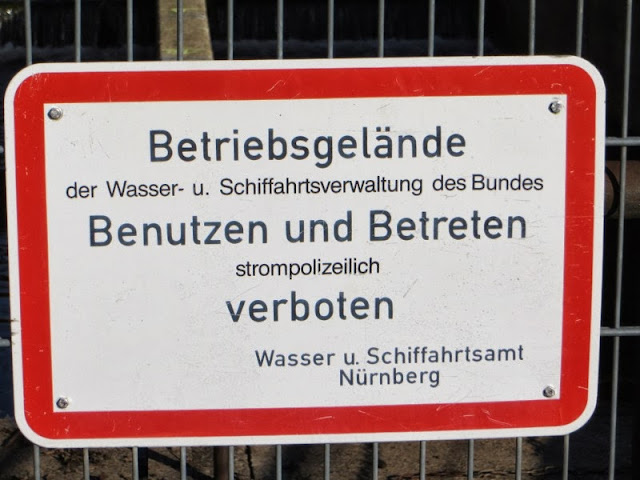 Betriebsgelände
der Wasser- u. Schiffahrtsverwaltung des Bundes
Benutzen und Betreten
strompolizeilich
verboten
Wasser u. Schiffahrtsamt
Nürnberg